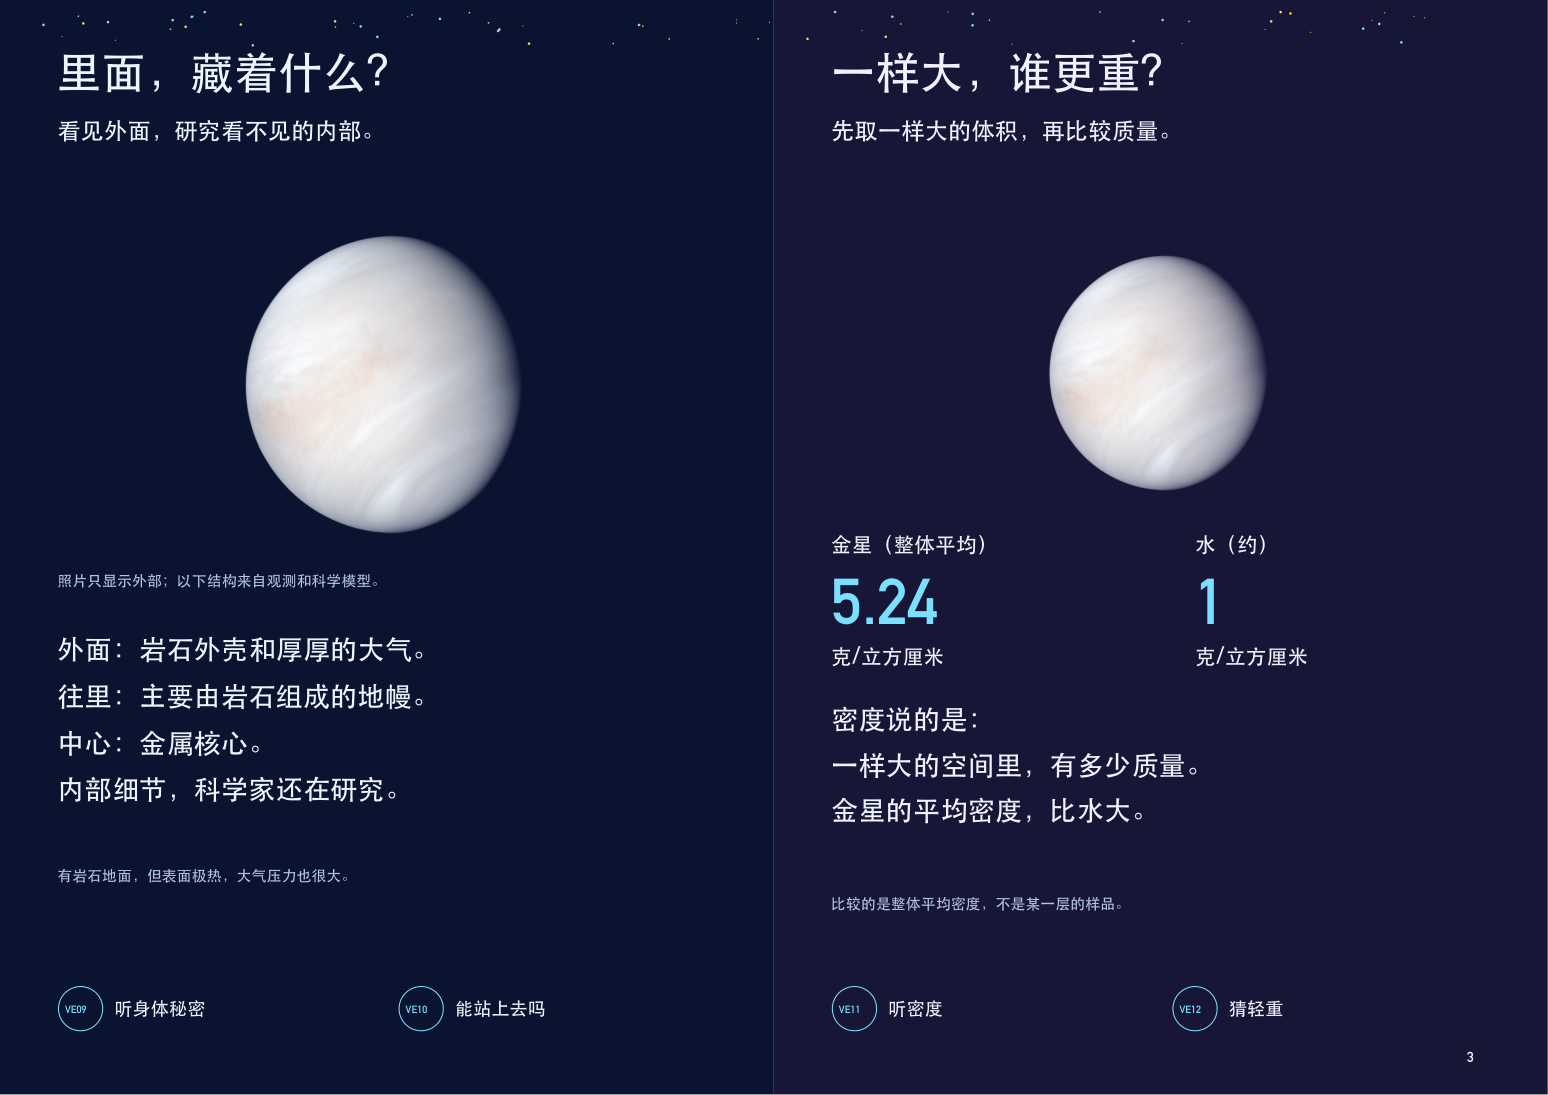 里面，藏着什么?
看见外面，研究看不见的内部。
照片只显示外部；以下结构来自观测和科学模型。
外面：岩石外壳和厚厚的大气。
往里：主要由岩石组成的地幔。
中心：金属核心。
内部细节，科学家还在研究。
有岩石地面，但表面极热，大气压力也很大。
VE09 听身体秘密
VE10 能站上去吗
一样大，谁更重?
先取一样大的体积，再比较质量。
金星（整体平均）
5.24
克/立方厘米
水（约）
1
克/立方厘米
密度说的是：
一样大的空间里，有多少质量。
金星的平均密度，比水大。
比较的是整体平均密度，不是某一层的样品。
VE11 听密度
VE12 猜轻重
3